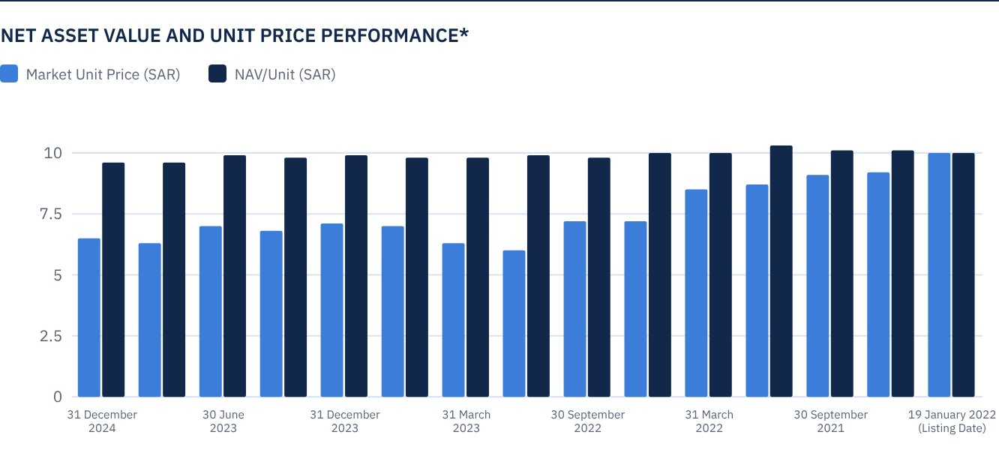 NET ASSET VALUE AND UNIT PRICE PERFORMANCE*
Market Unit Price (SAR) NAV/Unit (SAR)
10
7.5
5
2.5
0
31 December 30 June 31 December 31 March 30 September 31 March 30 September 19 January 2022
2024 2023 2023 2023 2022 2022 2021 (Listing Date)